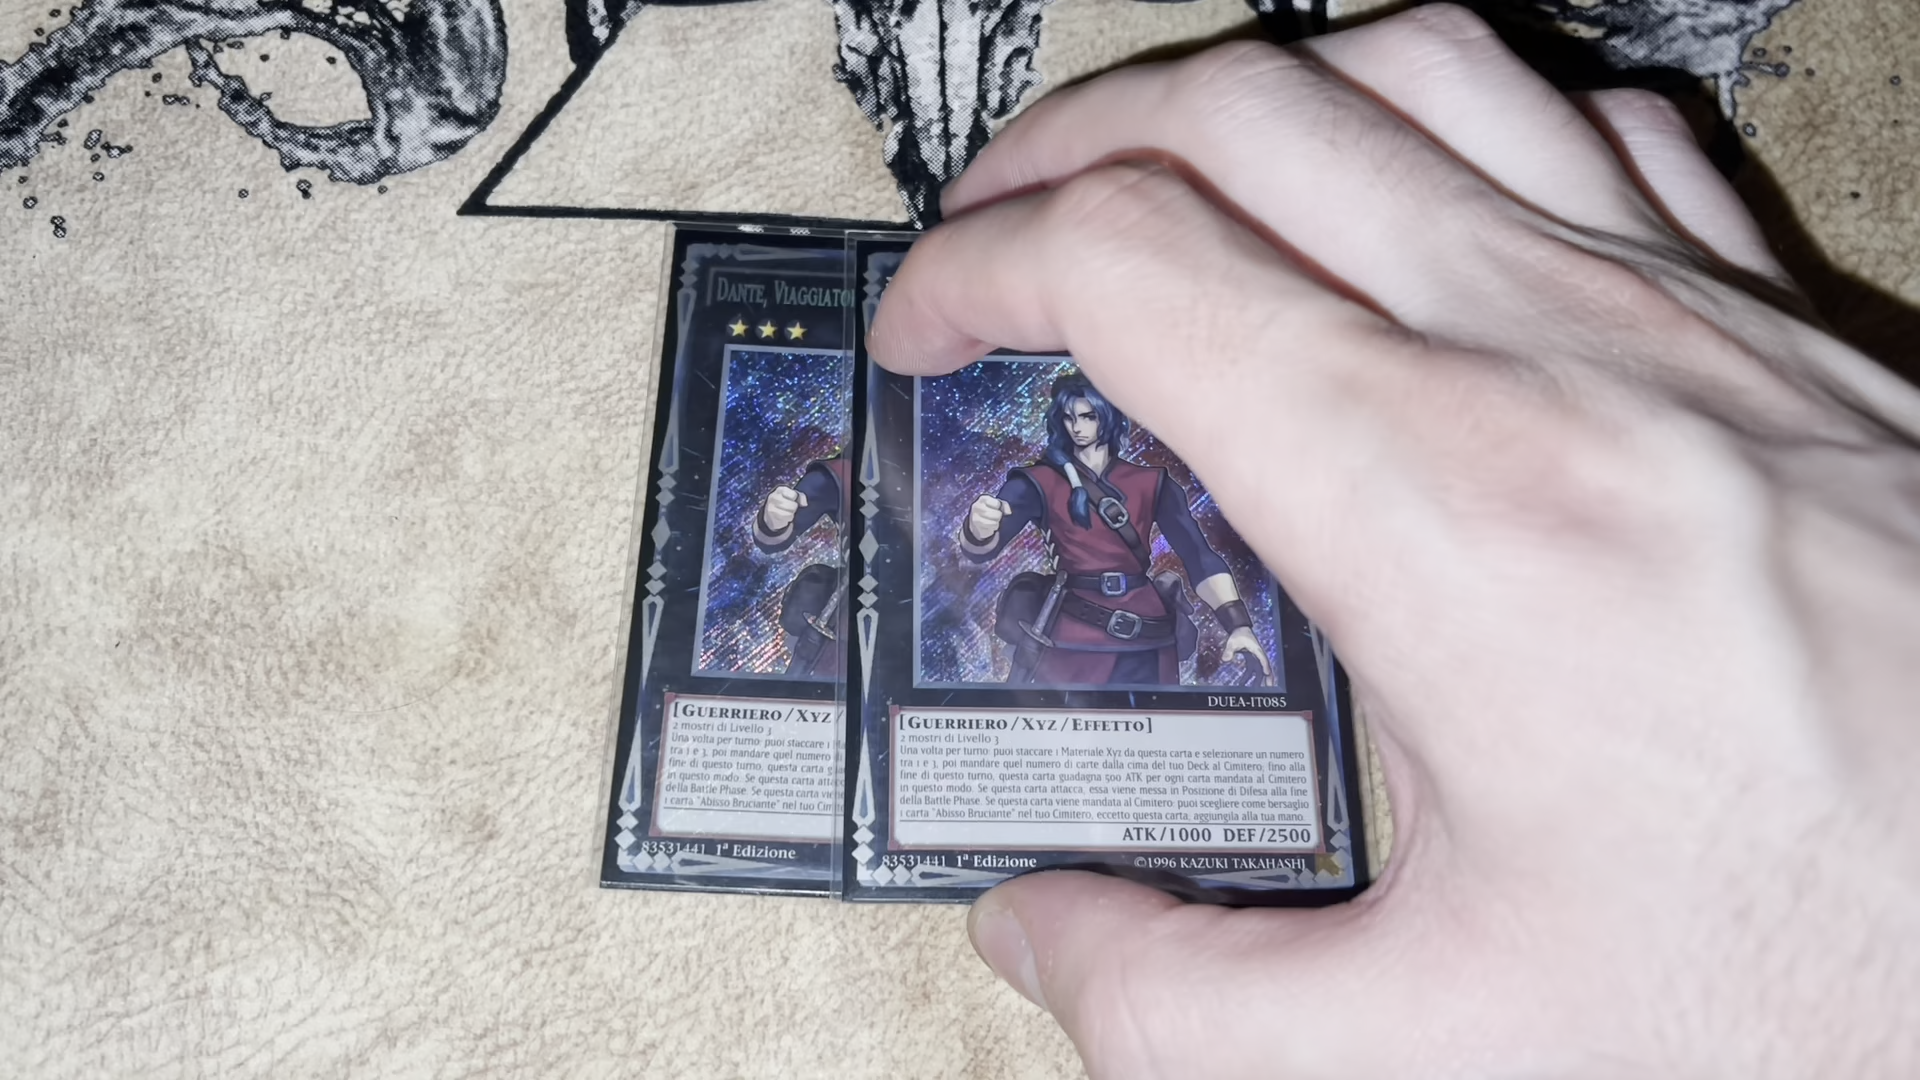 DANTE, VIAGGIATO
[GUERRIERO/XYZ/
2 mostri di Livello 3
Una volta per turno: puoi staccare 1 Ma
tra 1 e 3, poi mandare quel numero di
fine di questo turno, questa carta g
in questo modo. Se questa carta attac
della Battle Phase. Se questa carta vie
1 carta "Abisso Bruciante" nel tuo Cim
83531441 1ª Edizione
DUEA-IT085
[GUERRIERO/XYZ/EFFETTO]
2 mostri di Livello 3
Una volta per turno: puoi staccare 1 Materiale Xyz da questa carta e selezionare un numero
tra 1 e 3, poi mandare quel numero di carte dalla cima del tuo Deck al Cimitero, fino alla
fine di questo turno, questa carta guadagna 500 ATK per ogni carta mandata al Cimitero
in questo modo. Se questa carta attacca, essa viene messa in Posizione di Difesa alla fine
della Battle Phase. Se questa carta viene mandata al Cimitero: puoi scegliere come bersaglio
1 carta "Abisso Bruciante" nel tuo Cimitero, eccetto questa carta; aggiungila alla tua mano.
ATK/1000 DEF/2500
83531441 1ª Edizione
©1996 KAZUKI TAKAHASHI